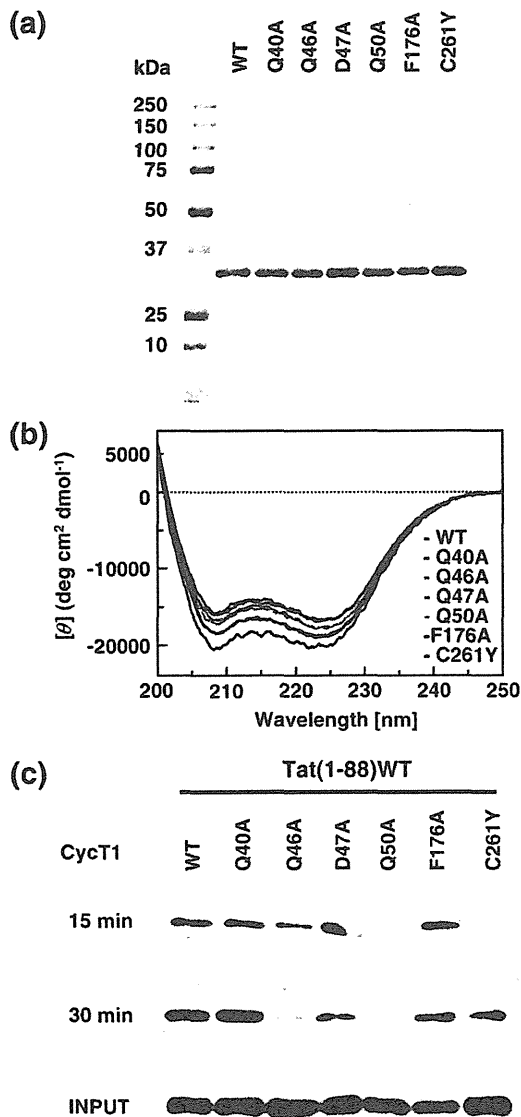 (a)
kDa
WT Q40A Q46A D47A Q50A F176A C261Y
250
150
100
75
50
37
25
10
(b)
[θ] (deg cm² dmol⁻¹)
5000
0
-10000
-20000
- WT
- Q40A
- Q46A
- Q47A
- Q50A
-F176A
- C261Y
200 210 220 230 240 250
Wavelength [nm]
(c)
Tat(1-88)WT
CycT1
WT Q40A Q46A D47A Q50A F176A C261Y
15 min
30 min
INPUT